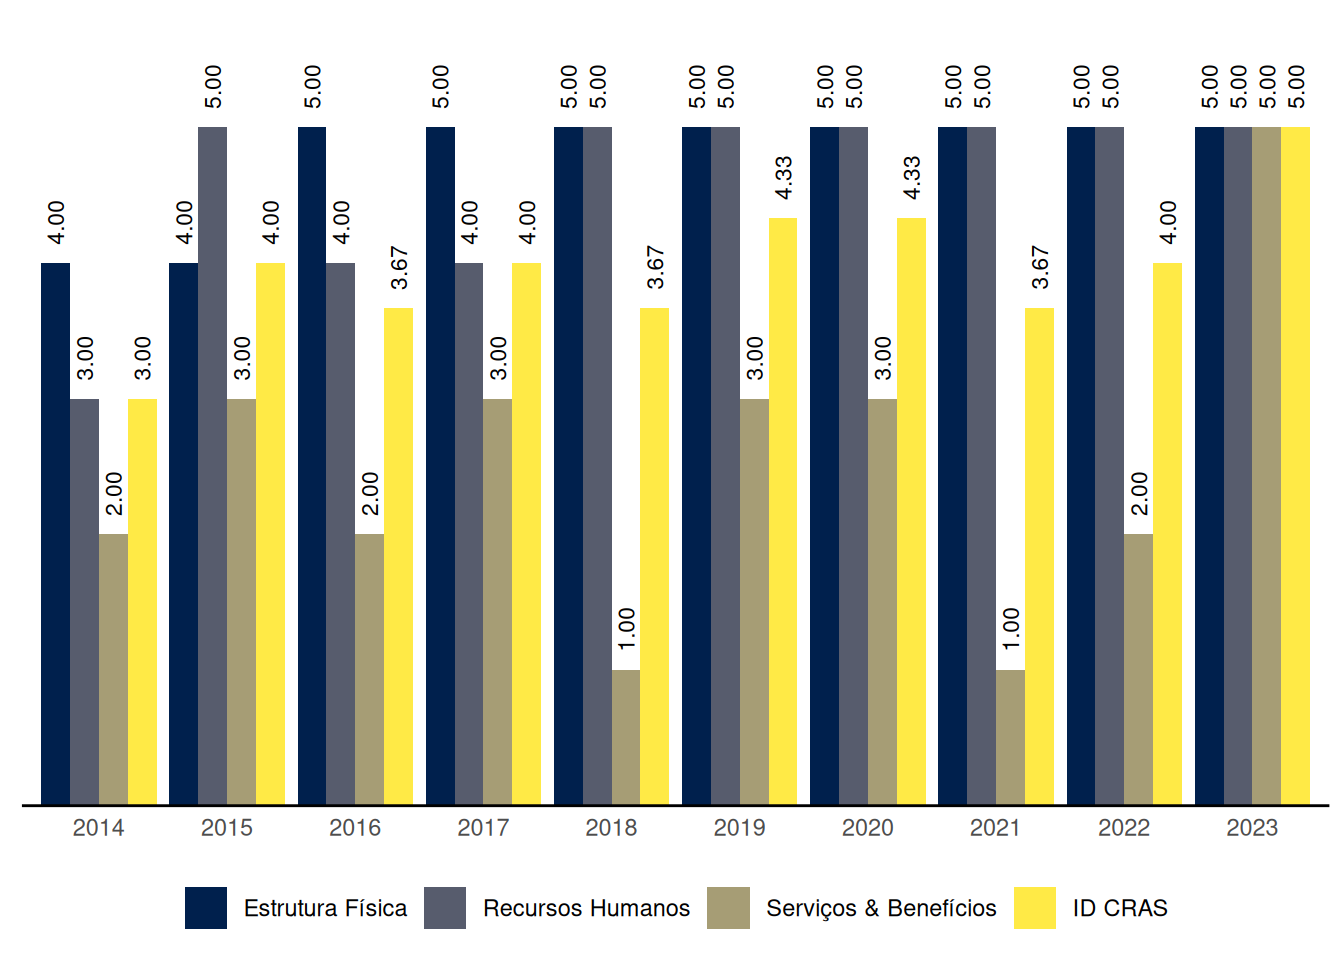 4.00 3.00 2.00 3.00
4.00 5.00 3.00 4.00
5.00 4.00 2.00 3.67
5.00 4.00 3.00 4.00
5.00 5.00 1.00 3.67
5.00 5.00 3.00 4.33
5.00 5.00 3.00 4.33
5.00 5.00 1.00 3.67
5.00 5.00 2.00 4.00
5.00 5.00 5.00 5.00
2014 2015 2016 2017 2018 2019 2020 2021 2022 2023
Estrutura Física Recursos Humanos Serviços & Benefícios ID CRAS